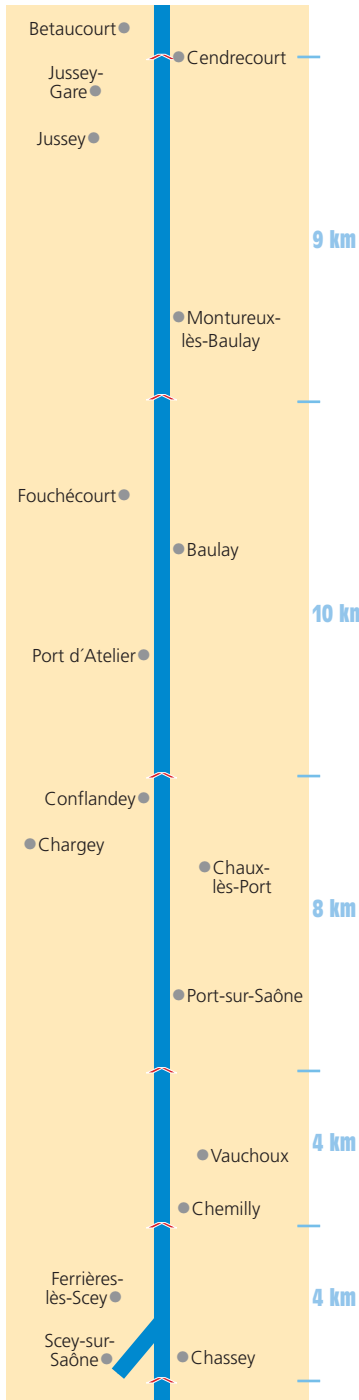 Betaucourt
Cendrecourt
Jussey-
Gare
Jussey
9 km
Montureux-
lès-Baulay
Fouchécourt
Baulay
10 km
Port d´Atelier
Conflandey
Chargey
Chaux-
lès-Port
8 km
Port-sur-Saône
4 km
Vauchoux
Chemilly
Ferrières-
lès-Scey
4 km
Scey-sur-
Saône
Chassey